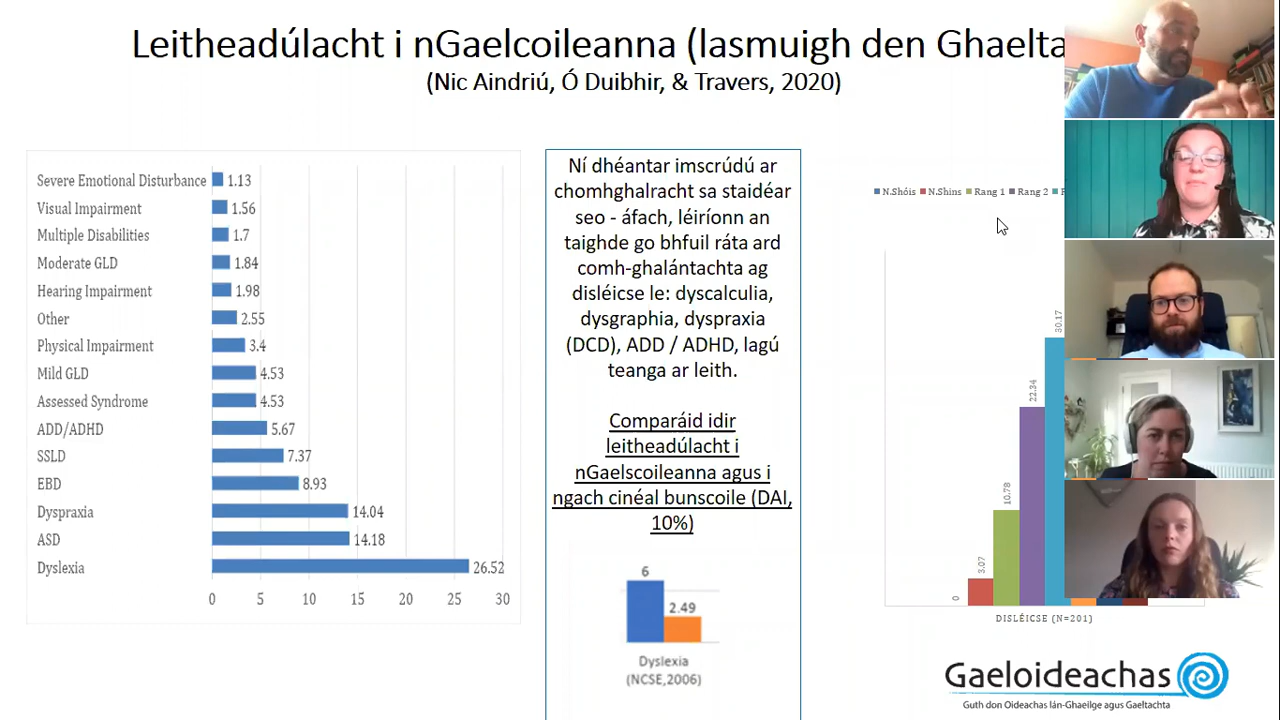 Leitheadúlacht i nGaelcoileanna (lasmuigh den Ghaelta
(Nic Aindriú, Ó Duibhir, & Travers, 2020)
Severe Emotional Disturbance 1.13
Visual Impairment 1.56
Multiple Disabilities 1.7
Moderate GLD 1.84
Hearing Impairment 1.98
Other 2.55
Physical Impairment 3.4
Mild GLD 4.53
Assessed Syndrome 4.53
ADD/ADHD 5.67
SSLD 7.37
EBD 8.93
Dyspraxia 14.04
ASD 14.18
Dyslexia 26.52
0 5 10 15 20 25 30
Ní dhéantar imscrúdú ar
chomhghalracht sa staidéar
seo - áfach, léiríonn an
taighde go bhfuil ráta ard
comh-ghalántachta ag
disléicse le: dyscalculia,
dysgraphia, dyspraxia
(DCD), ADD / ADHD, lagú
teanga ar leith.
Comparáid idir
leitheadúlacht i
nGaelscoileanna agus i
ngach cinéal bunscoile (DAI,
10%)
6
2.49
Dyslexia
(NCSE,2006)
N.Shóis N.Shins Rang 1 Rang 2
0
3.07
10.78
22.34
30.17
DISLÉICSE (N=201)
Gaeloideachas
Guth don Oideachas lán-Ghaeilge agus Gaeltachta